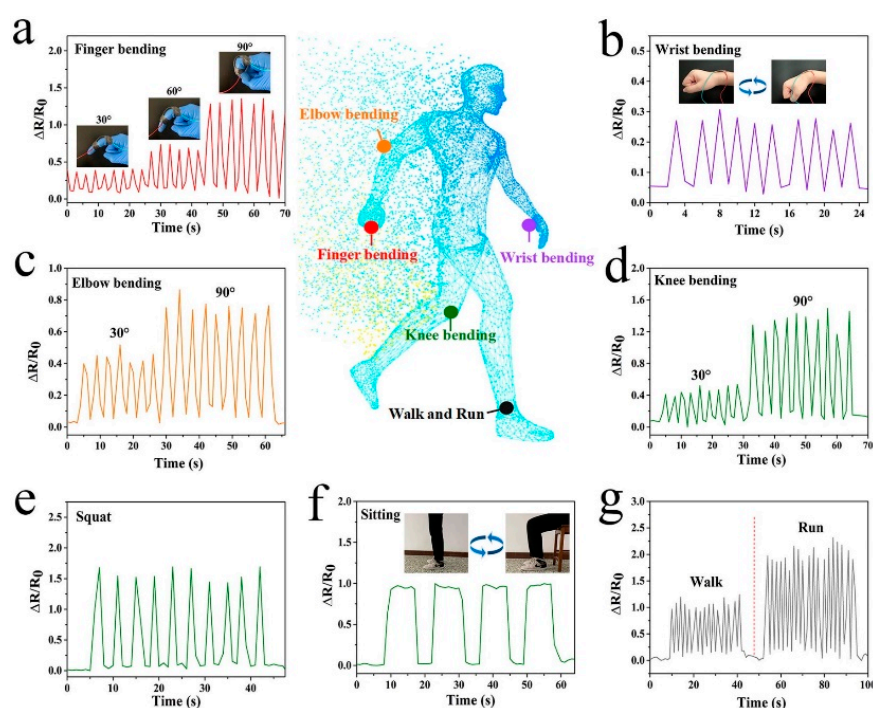 a
Finger bending
30°
60°
90°
ΔR/R0
2.0
1.5
1.0
0.5
0.0
0 10 20 30 40 50 60 70
Time (s)
Elbow bending
Finger bending
Wrist bending
Knee bending
Walk and Run
b
Wrist bending
ΔR/R0
0.5
0.4
0.3
0.2
0.1
0.0
0 4 8 12 16 20 24
Time (s)
c
Elbow bending
30°
90°
ΔR/R0
1.0
0.8
0.6
0.4
0.2
0.0
0 10 20 30 40 50 60
Time (s)
d
Knee bending
30°
90°
ΔR/R0
2.0
1.5
1.0
0.5
0.0
0 10 20 30 40 50 60 70
Time (s)
e
Squat
ΔR/R0
2.5
2.0
1.5
1.0
0.5
0.0
0 10 20 30 40
Time (s)
f
Sitting
ΔR/R0
2.0
1.5
1.0
0.5
0.0
0 10 20 30 40 50 60
Time (s)
g
Walk
Run
ΔR/R0
3.0
2.5
2.0
1.5
1.0
0.5
0.0
0 20 40 60 80 100
Time (s)